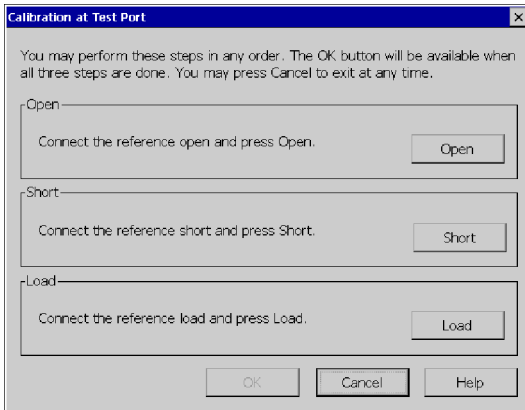 Calibration at Test Port
You may perform these steps in any order. The OK button will be available when
all three steps are done. You may press Cancel to exit at any time.
Open
Connect the reference open and press Open.
Open
Short
Connect the reference short and press Short.
Short
Load
Connect the reference load and press Load.
Load
OK Cancel Help